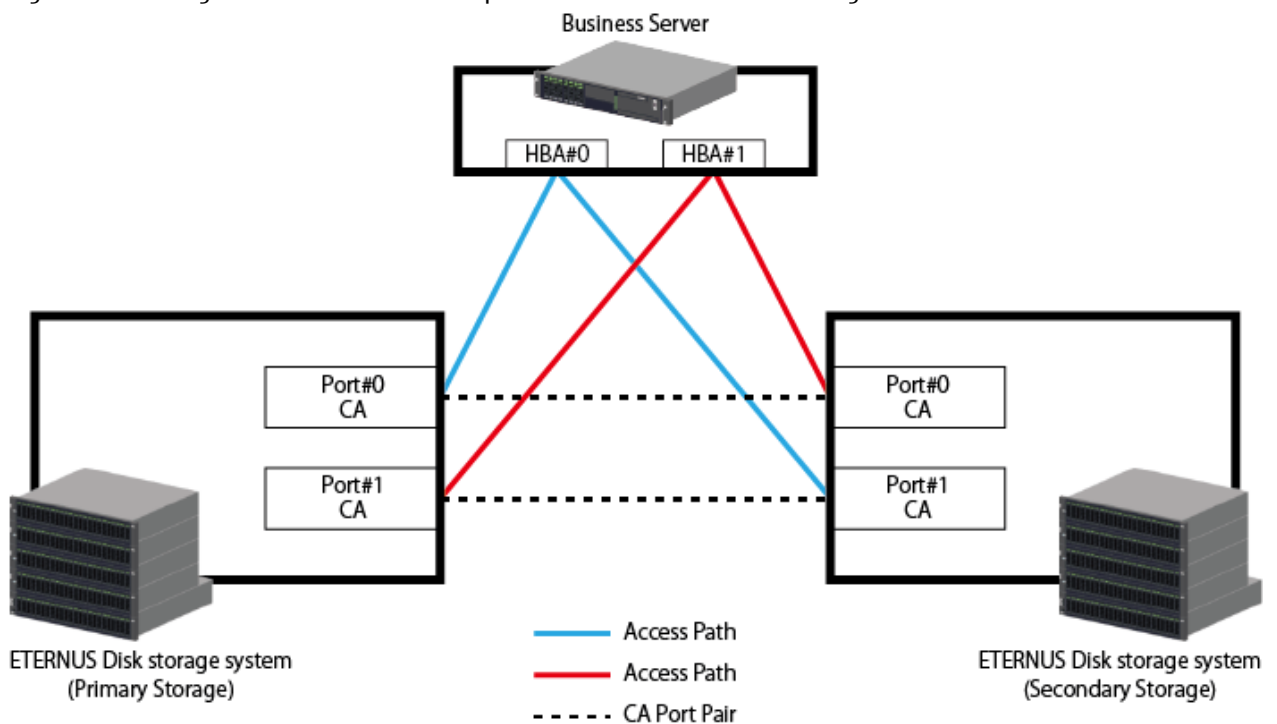 Business Server
HBA#0
HBA#1
Port#0
CA
Port#0
CA
Port#1
CA
Port#1
CA
ETERNUS Disk storage system
(Primary Storage)
ETERNUS Disk storage system
(Secondary Storage)
Access Path
Access Path
CA Port Pair